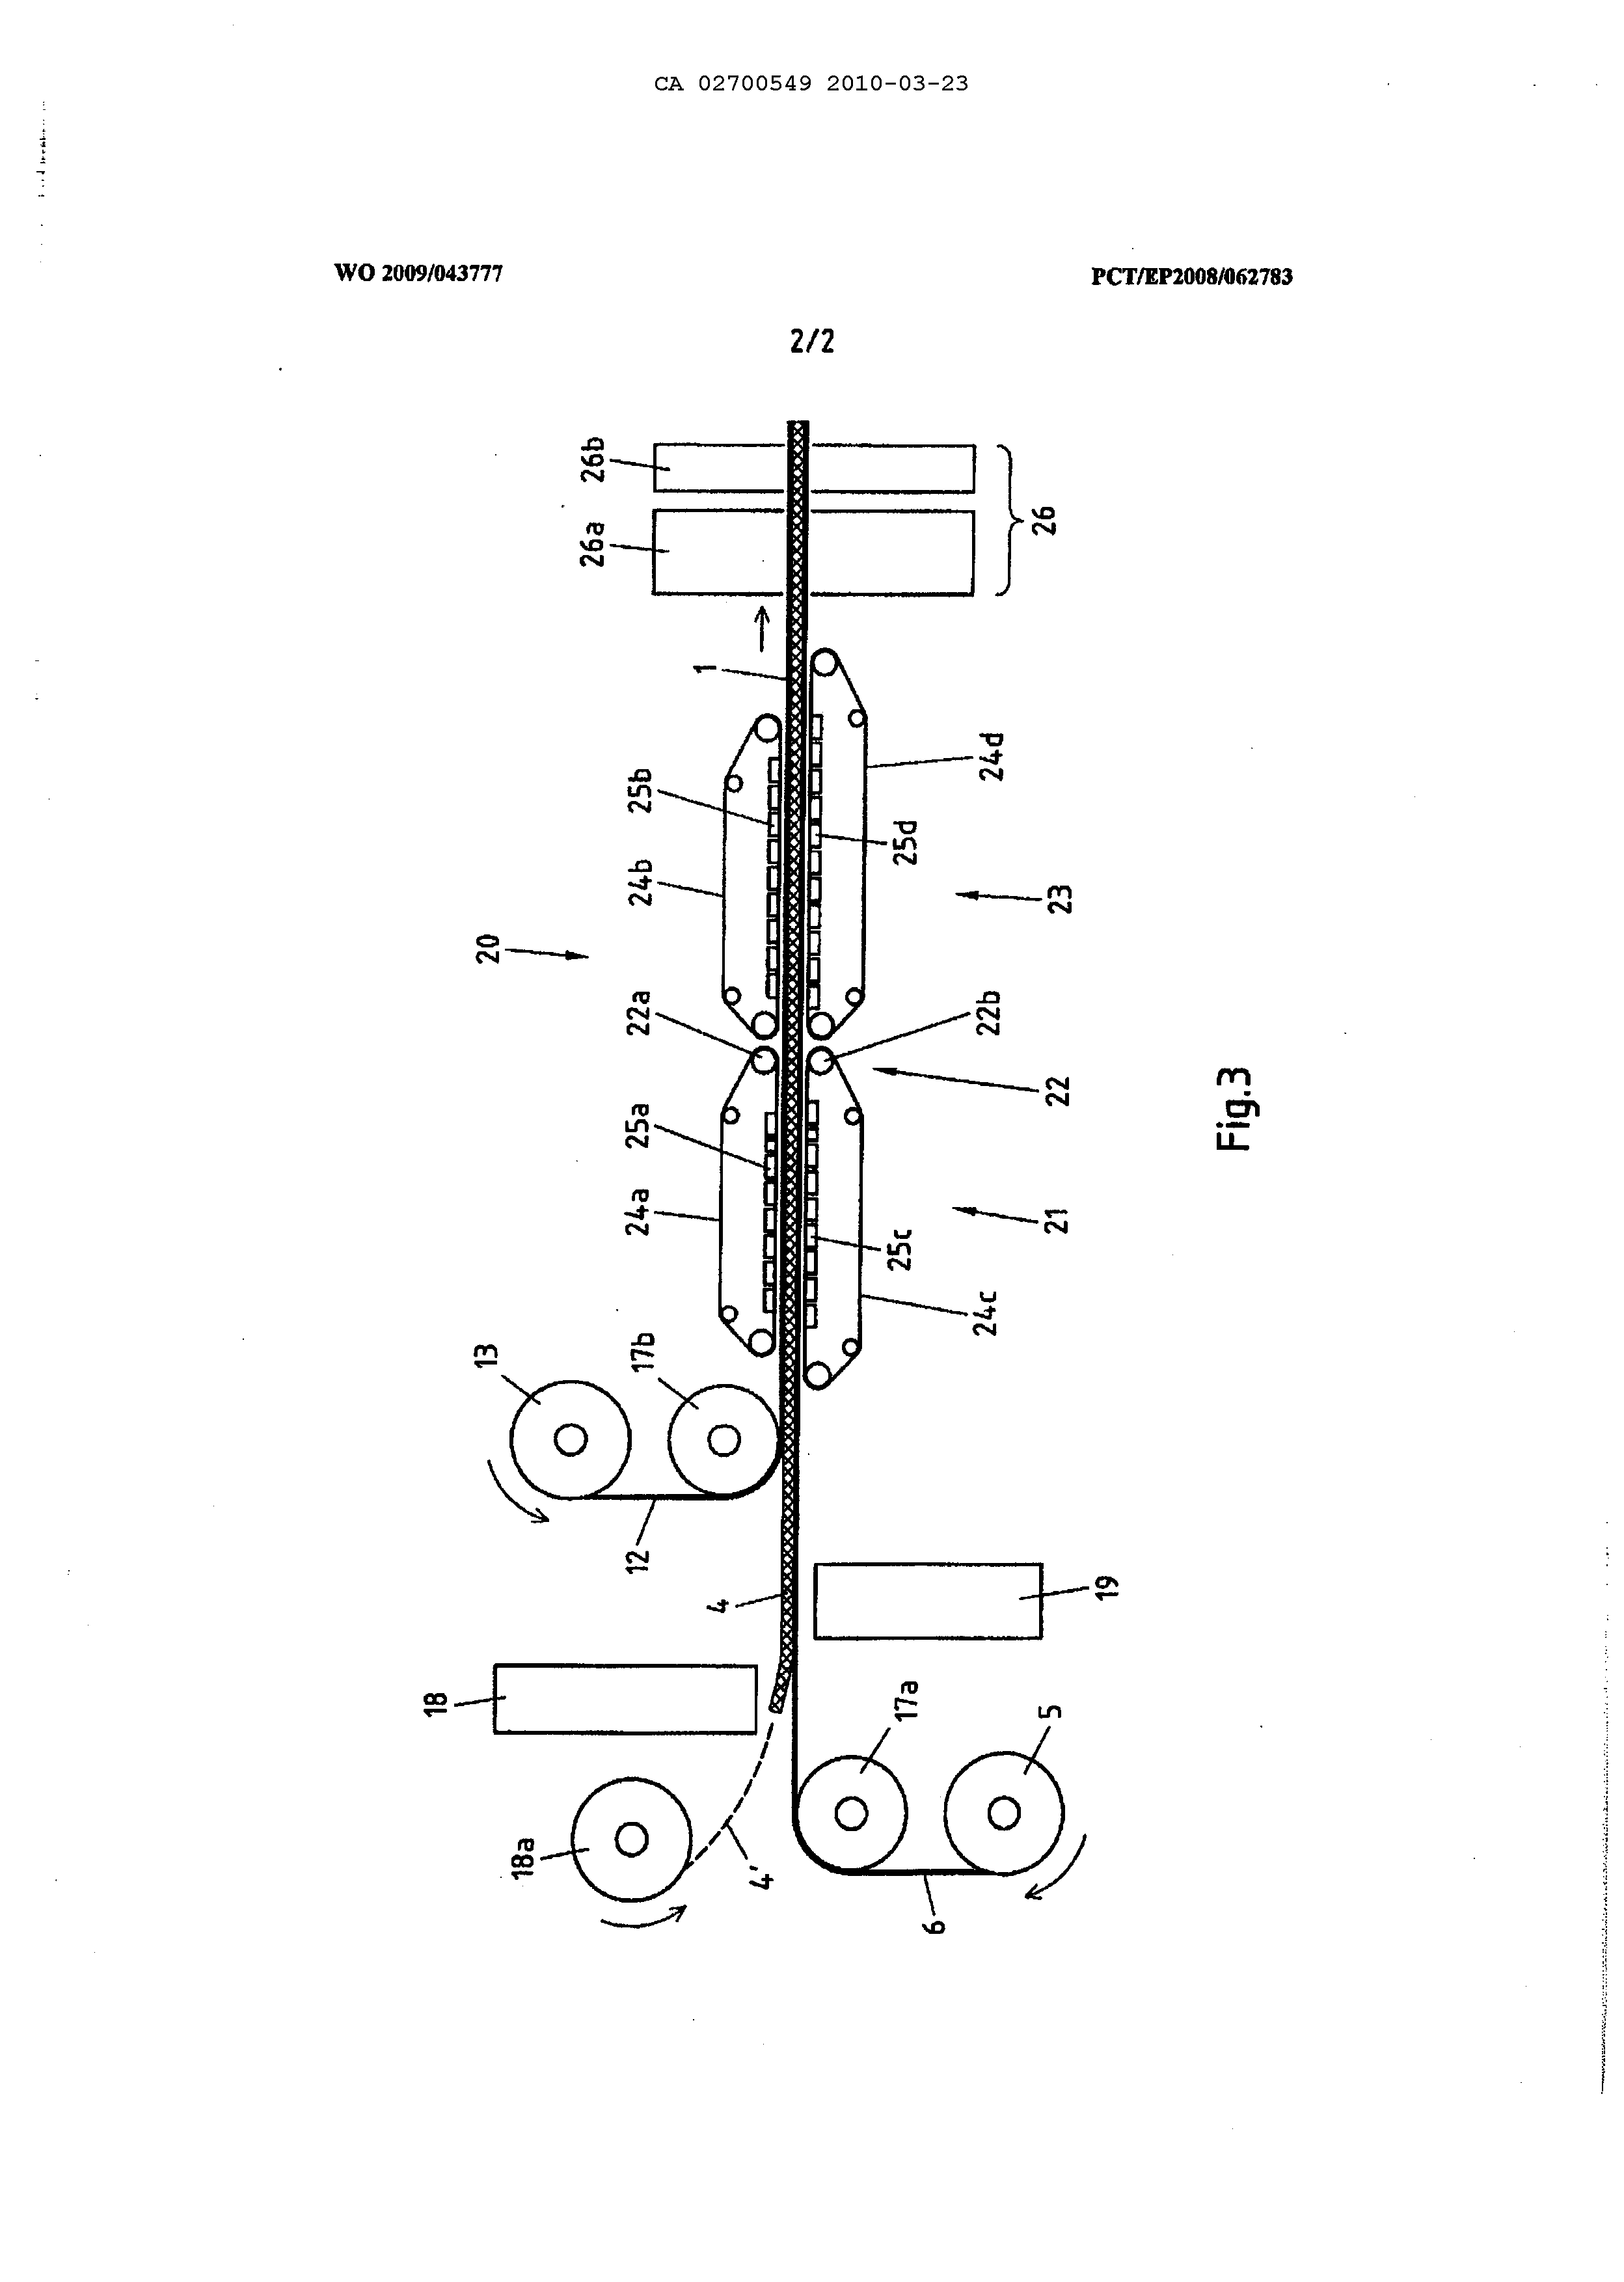 CA 02700549 2010-03-23
WO 2009/043777
PCT/EP2008/062783
2/2
26b
26a
26
1
24d
25b
25d
24b
23
20
22a
22b
22
25a
24a
21
25c
24c
13
17b
12
4
19
18
17a
5
18a
4'
6
Fig.3